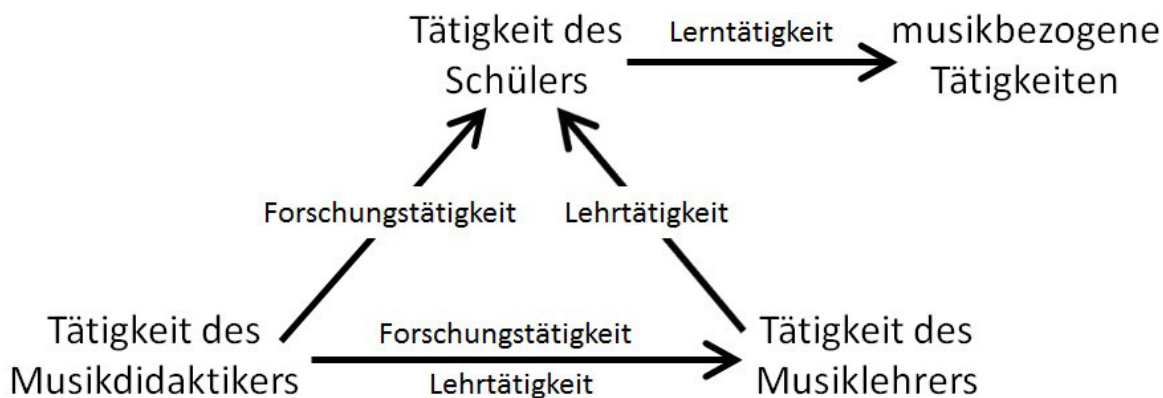 Tätigkeit des
Schülers
Lerntätigkeit
musikbezogene
Tätigkeiten
Forschungstätigkeit
Lehrtätigkeit
Tätigkeit des
Musikdidaktikers
Forschungstätigkeit
Lehrtätigkeit
Tätigkeit des
Musiklehrers